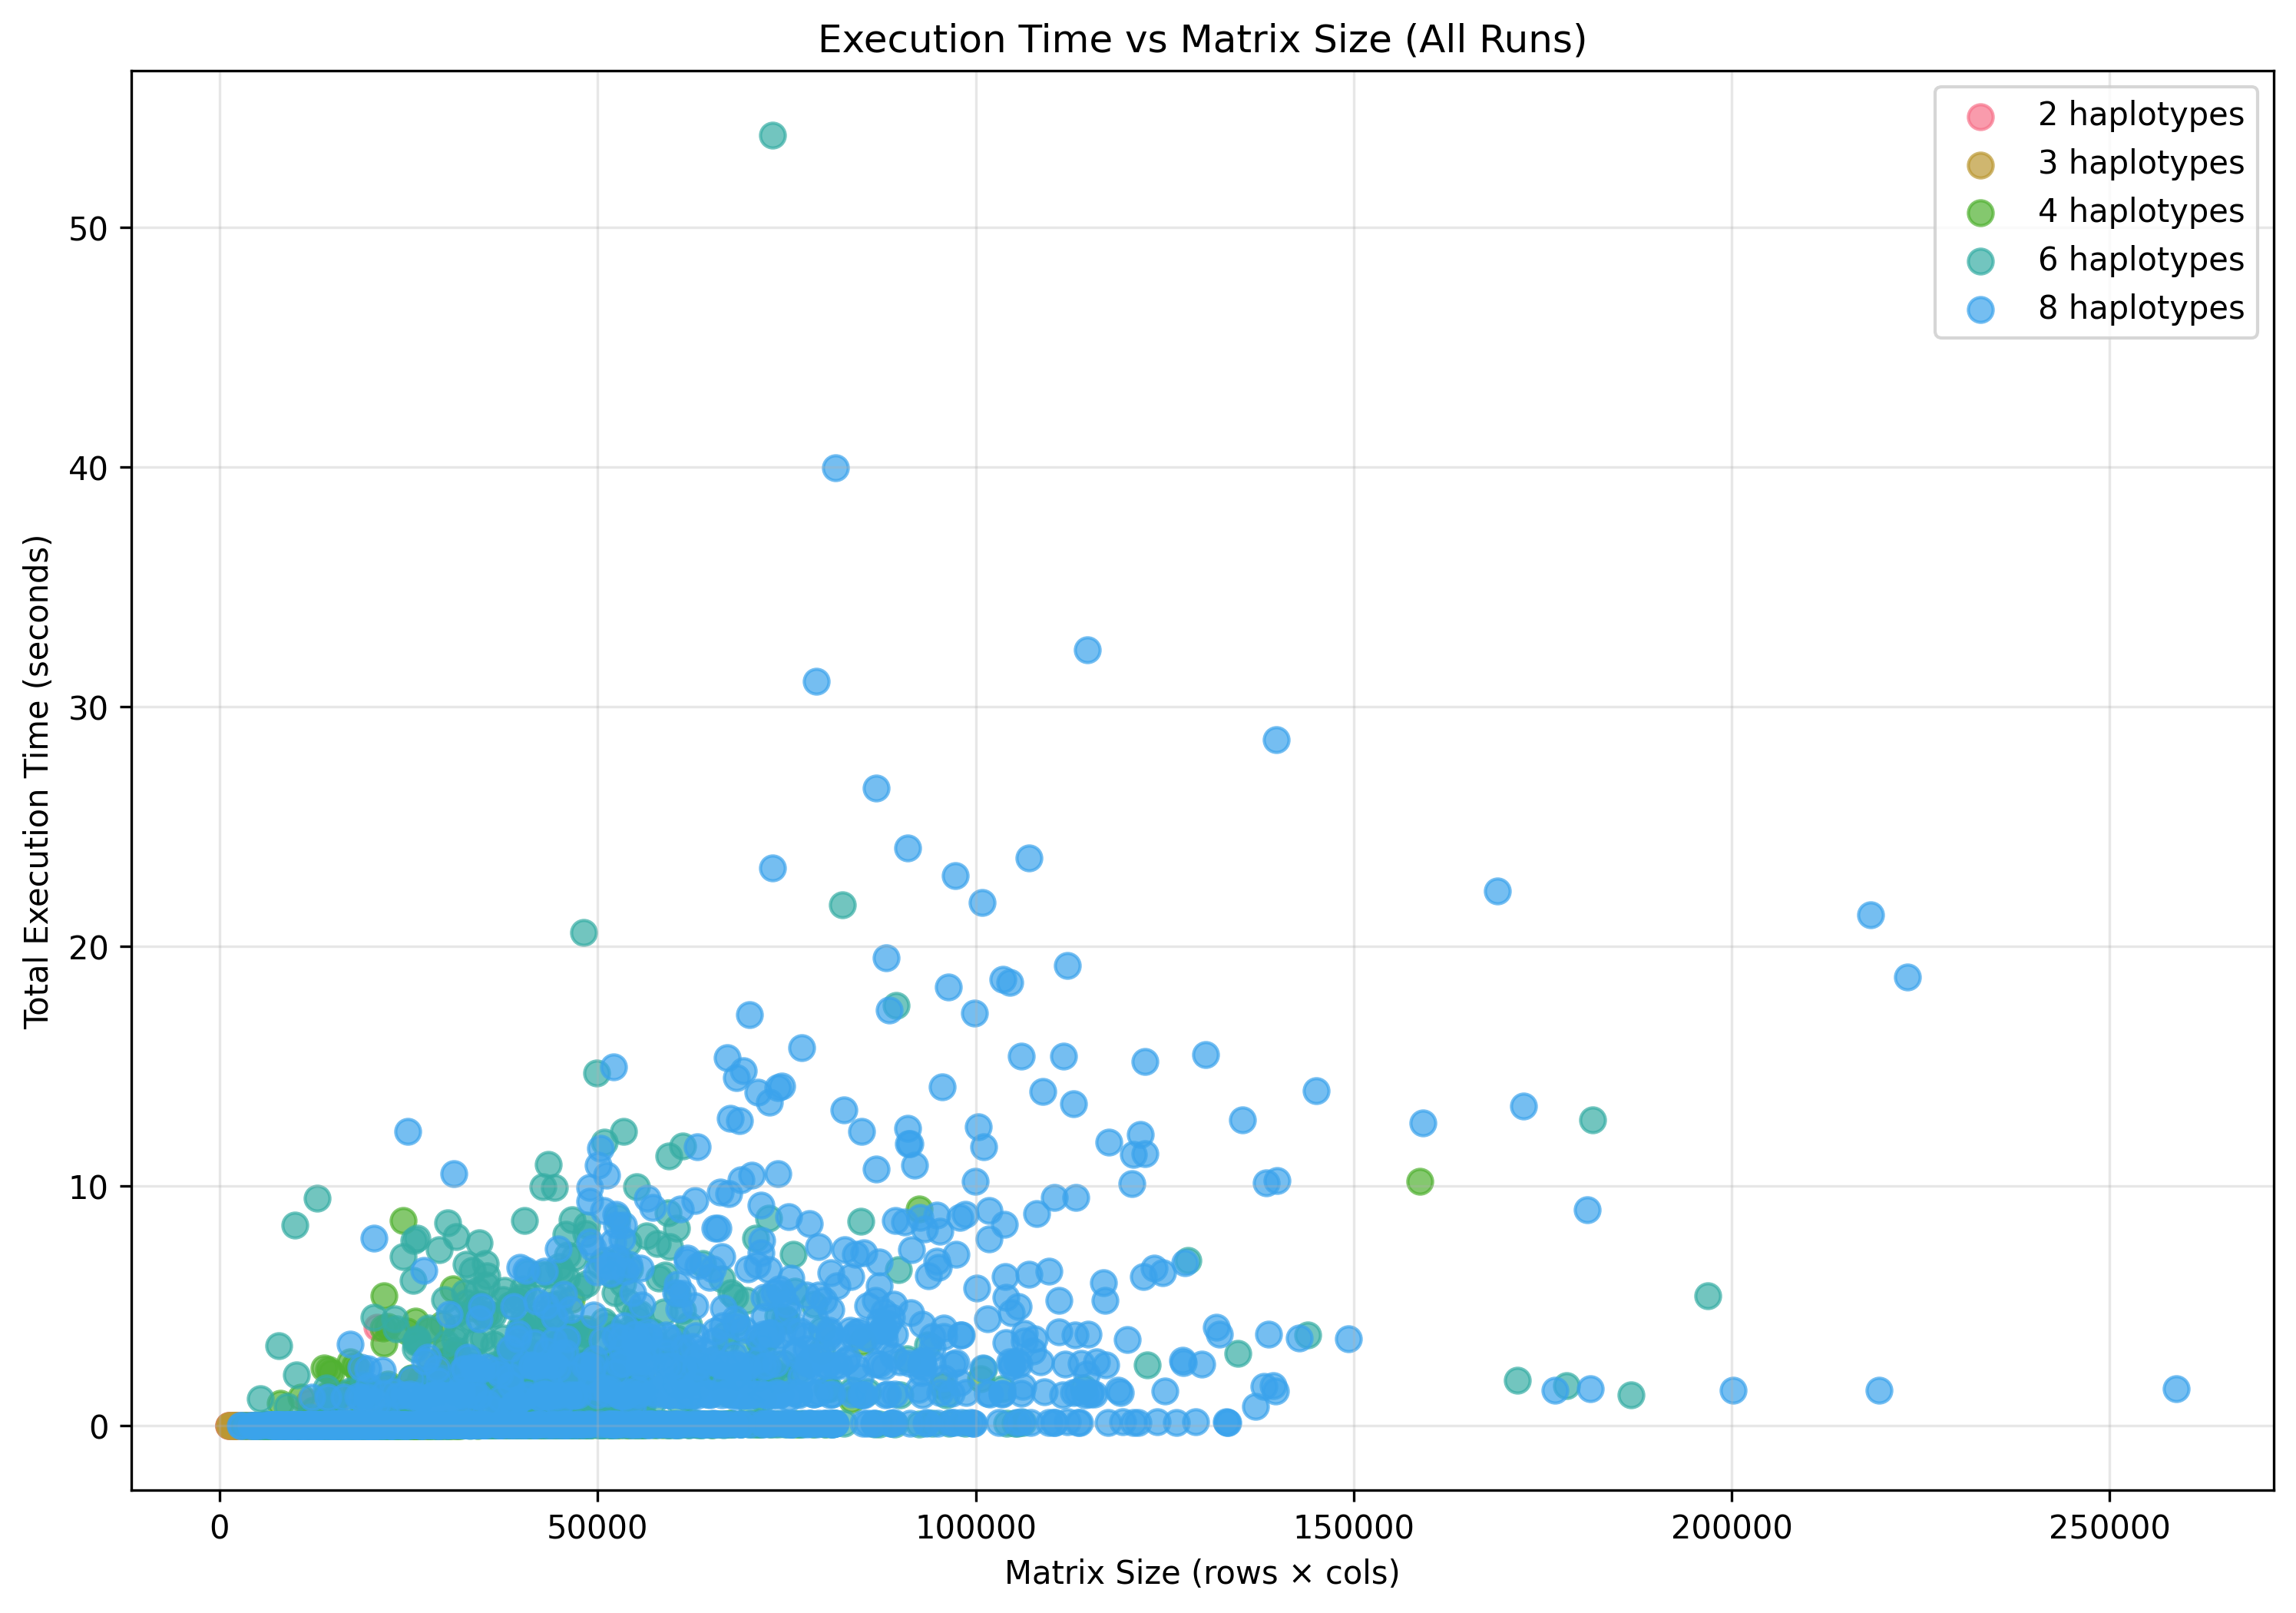 Execution Time vs Matrix Size (All Runs)
2 haplotypes
3 haplotypes
4 haplotypes
6 haplotypes
8 haplotypes
Total Execution Time (seconds)
50
40
30
20
10
0
0 50000 100000 150000 200000 250000
Matrix Size (rows × cols)